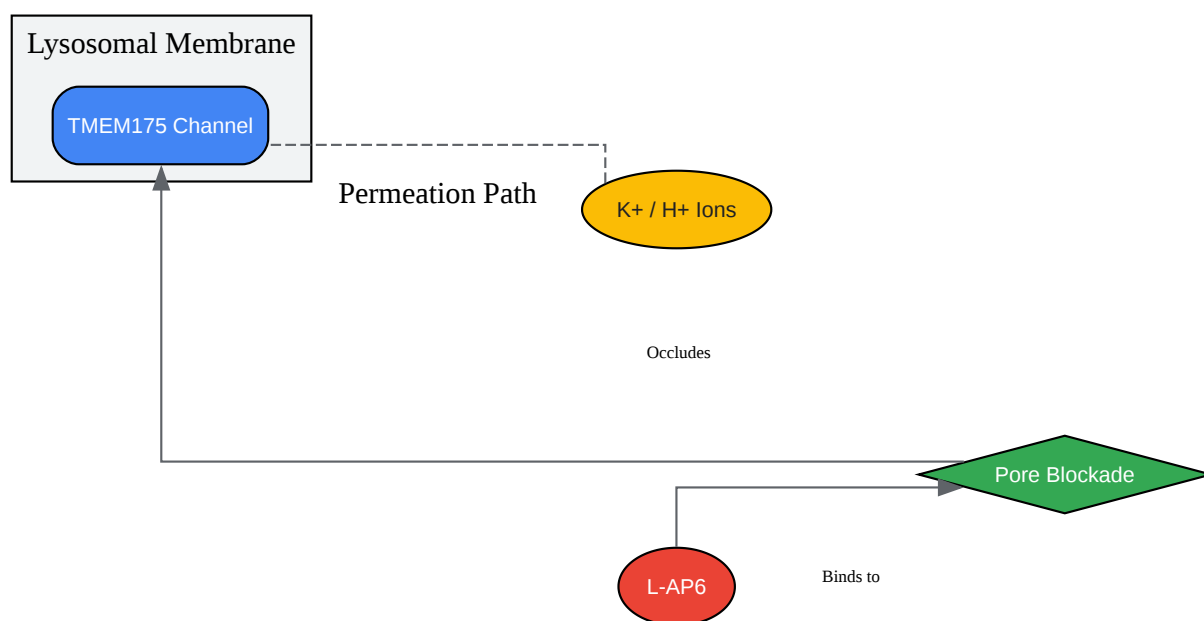 Lysosomal Membrane
TMEM175 Channel
Permeation Path
K+ / H+ Ions
Occludes
Pore Blockade
Binds to
L-AP6